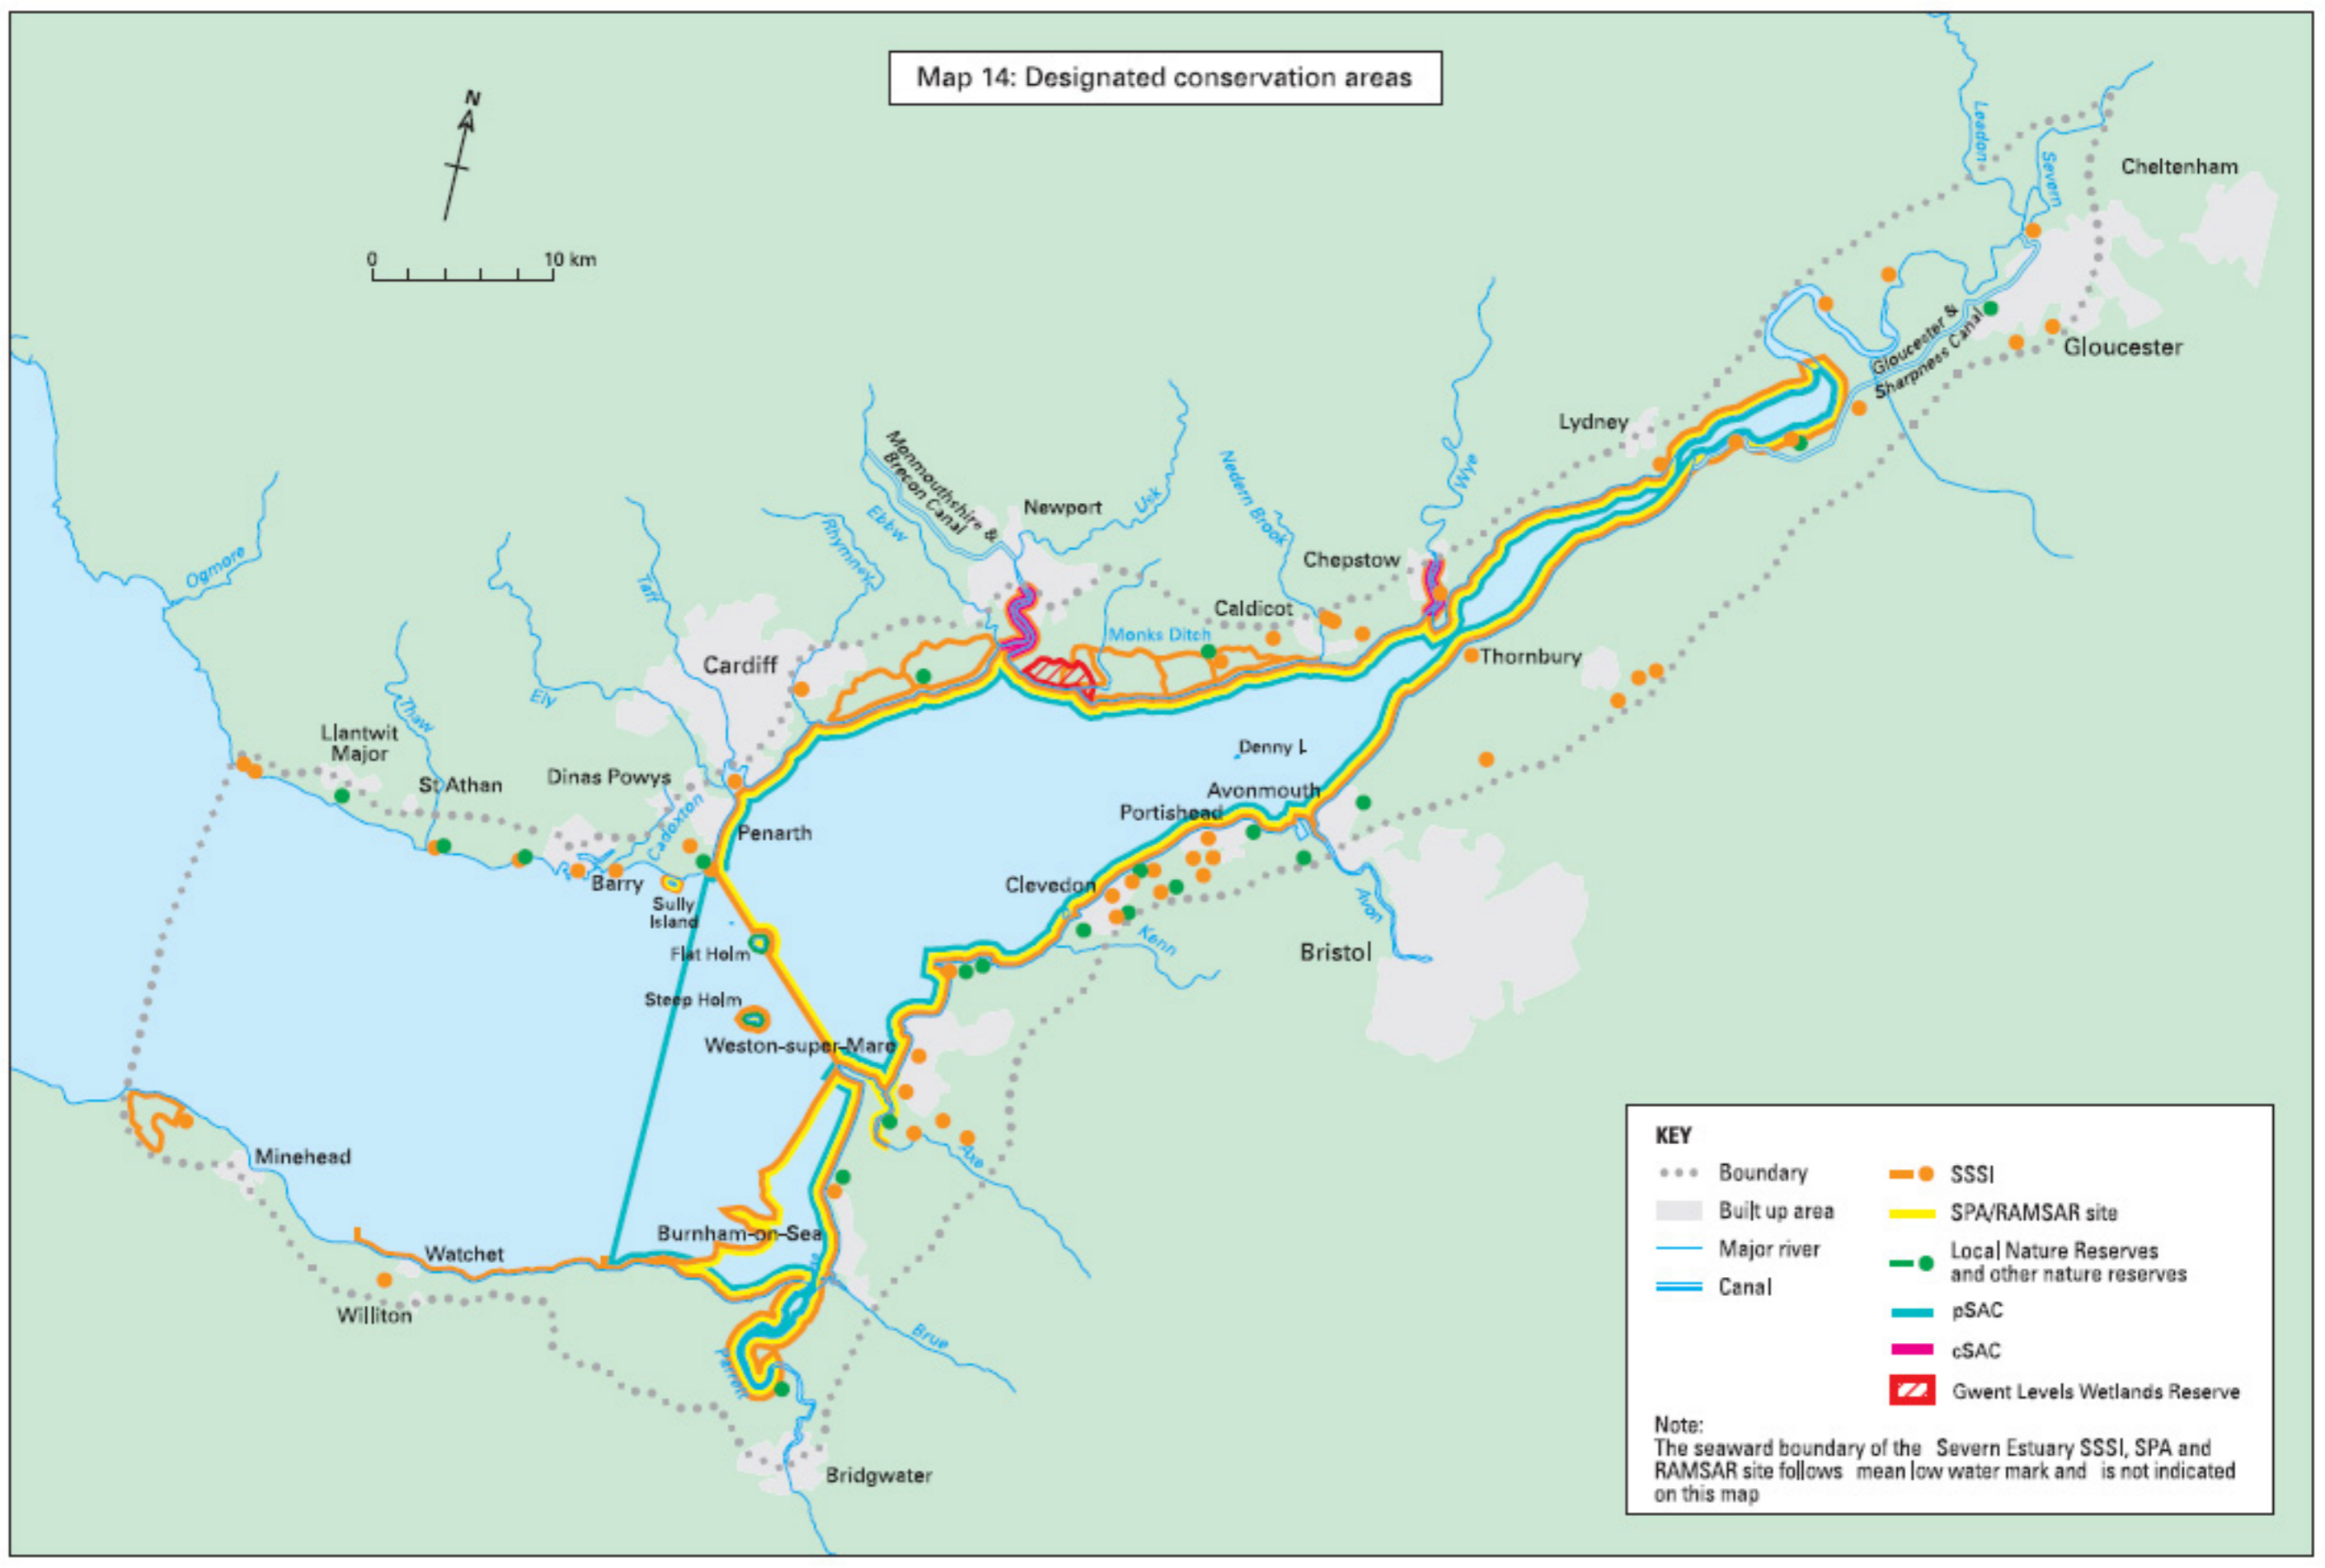 Map 14: Designated conservation areas
N
0 10 km
Leadon
Severn
Cheltenham
Gloucester &
Sharpness Canal
Gloucester
Lydney
Monmouthshire &
Brecon Canal
Ebbw
Newport
Usk
Nedern Brook
Wye
Ogmore
Taff
Rhymney
Chepstow
Caldicot
Monks Ditch
Cardiff
Ely
Thornbury
Thaw
Llantwit
Major
St Athan
Dinas Powys
Cadoxton
Denny I.
Avonmouth
Portishead
Penarth
Barry
Clevedon
Sully
Island
Avon
Kenn
Flat Holm
Bristol
Steep Holm
Weston-super-Mare
Minehead
Axe
Burnham-on-Sea
Watchet
Williton
Brue
Parrett
Bridgwater
KEY
Boundary
Built up area
Major river
Canal
SSSI
SPA/RAMSAR site
Local Nature Reserves
and other nature reserves
pSAC
cSAC
Gwent Levels Wetlands Reserve
Note:
The seaward boundary of the Severn Estuary SSSI, SPA and
RAMSAR site follows mean low water mark and is not indicated
on this map